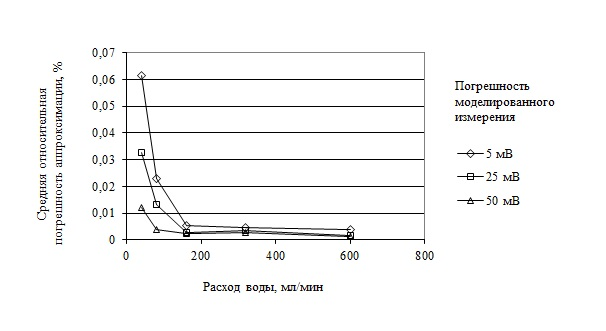 Средняя относительная
погрешность аппроксимации, %
0,07
0,06
0,05
0,04
0,03
0,02
0,01
0
0 200 400 600 800
Расход воды, мл/мин
Погрешность
моделированного
измерения
5 мВ
25 мВ
50 мВ